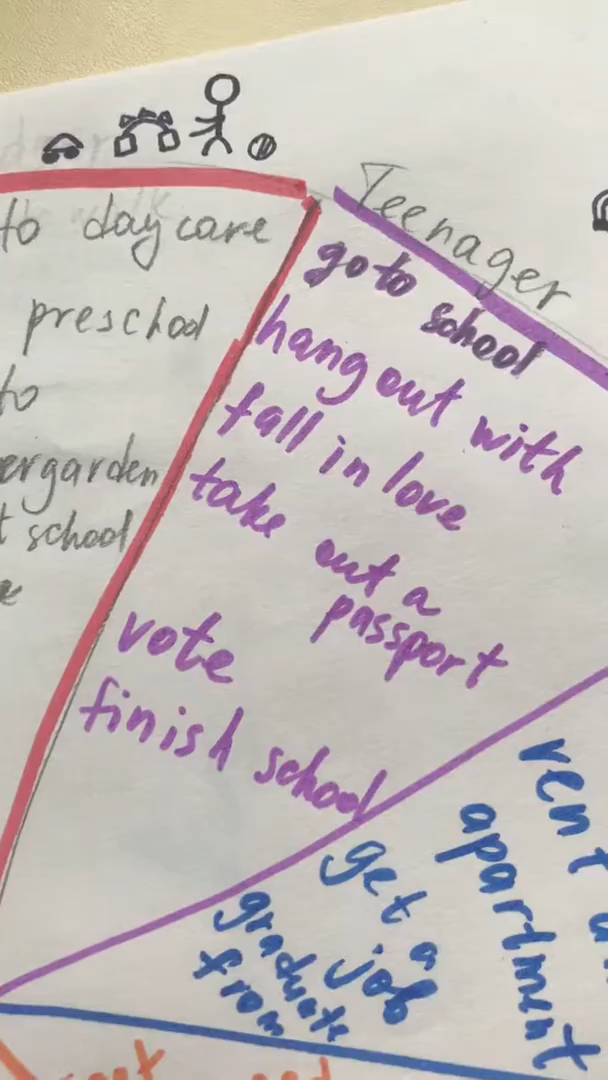 to day care
preschool
to
ergarden
t school
Teenager
go to
school
hang out with
fall in love
take
out a
passport
vote
finish school
rent
apartment
get a
job
graduate
from